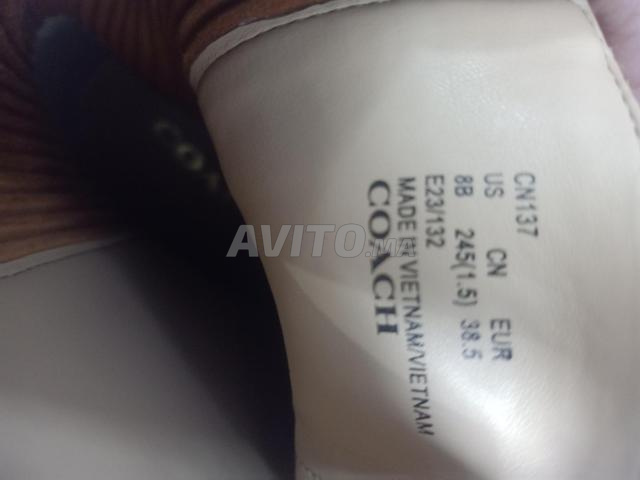 CN137
US CN EUR
8B 245(1.5) 38.5
E23/132
MADE IN VIETNAM/VIETNAM
COACH
COA
AVITO.ma